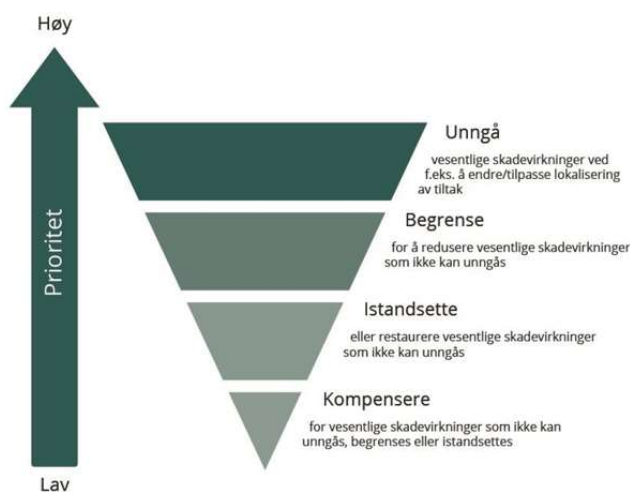 Høy
Prioritet
Unngå
vesentlige skadevirkninger ved
f.eks. å endre/tilpasse lokalisering
av tiltak
Begrense
for å redusere vesentlige skadevirkninger
som ikke kan unngås
Istandsette
eller restaurere vesentlige skadevirkninger
som ikke kan unngås
Kompensere
for vesentlige skadevirkninger som ikke kan
unngås, begrenses eller istandsettes
Lav